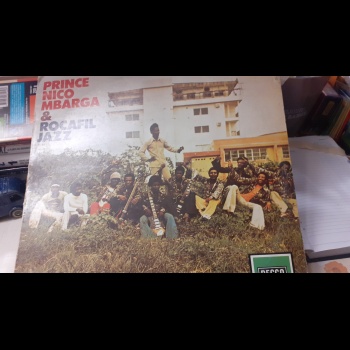 PRINCE
NICO
MBARGA
&
ROCAFIL
JAZZ
DECCA